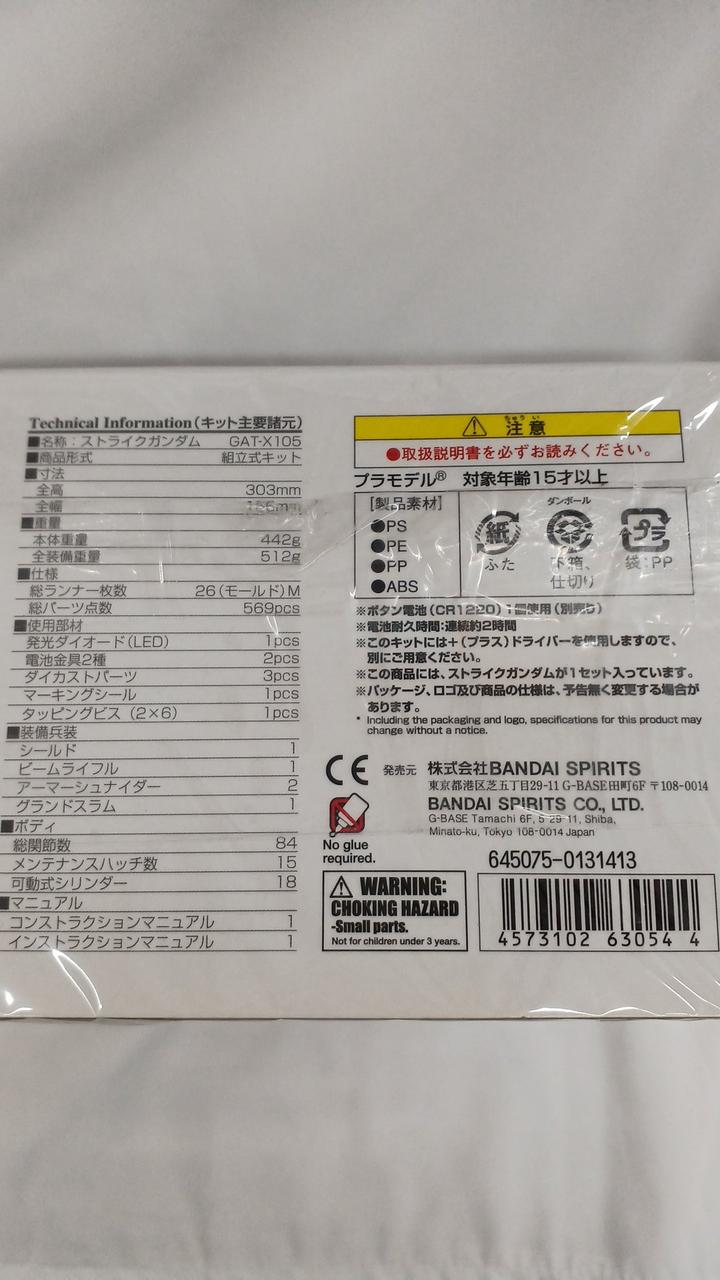 Technical Information(キット主要諸元)
■名称：ストライクガンダム GAT-X105
■商品形式 組立式キット
■寸法
全高 303mm
全幅
■重量
本体重量 442g
全装備重量 512g
■仕様
総ランナー枚数 26(モールド)M
総パーツ点数 569pcs
■使用部材
発光ダイオード(LED) 1pcs
電池金具2種 2pcs
ダイカストパーツ 3pcs
マーキングシール 1pcs
タッピングビス（2×6） 1pcs
■装備兵装
シールド 1
ビームライフル 1
アーマーシュナイダー 2
グランドスラム 1
■ボディ
総関節数 84
メンテナンスハッチ数 15
可動式シリンダー 18
■マニュアル
コンストラクションマニュアル 1
インストラクションマニュアル 1
ちゅう い
注意
●取扱説明書を必ずお読みください。
プラモデル® 対象年齢15才以上
[製品素材]
●PS
●PE
●PP
●ABS
紙
ふた
ダンボール
下箱、
仕切り
プラ
袋：PP
※ボタン電池（CR1220）1個使用（別売り）
※電池耐久時間：連続約2時間
※このキットには＋（プラス）ドライバーを使用しますので、
別にご用意ください。
※この商品には、ストライクガンダムが1セット入っています。
※パッケージ、ロゴ及び商品の仕様は、予告無く変更する場合が
あります。
* Including the packaging and logo, specifications for this product may
change without a notice.
CE
発売元 株式会社BANDAI SPIRITS
東京都港区芝五丁目29-11 G-BASE田町6F 〒108-0014
BANDAI SPIRITS CO., LTD.
G-BASE Tamachi 6F, 5-29-11, Shiba,
Minato-ku, Tokyo 108-0014 Japan
No glue
required.
645075-0131413
WARNING:
CHOKING HAZARD
-Small parts.
Not for children under 3 years.
4573102 63054 4